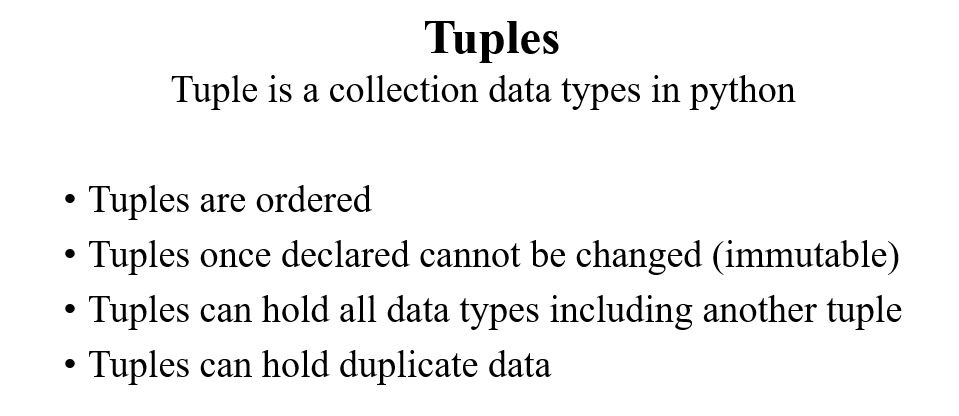 Tuples
Tuple is a collection data types in python
• Tuples are ordered
• Tuples once declared cannot be changed (immutable)
• Tuples can hold all data types including another tuple
• Tuples can hold duplicate data